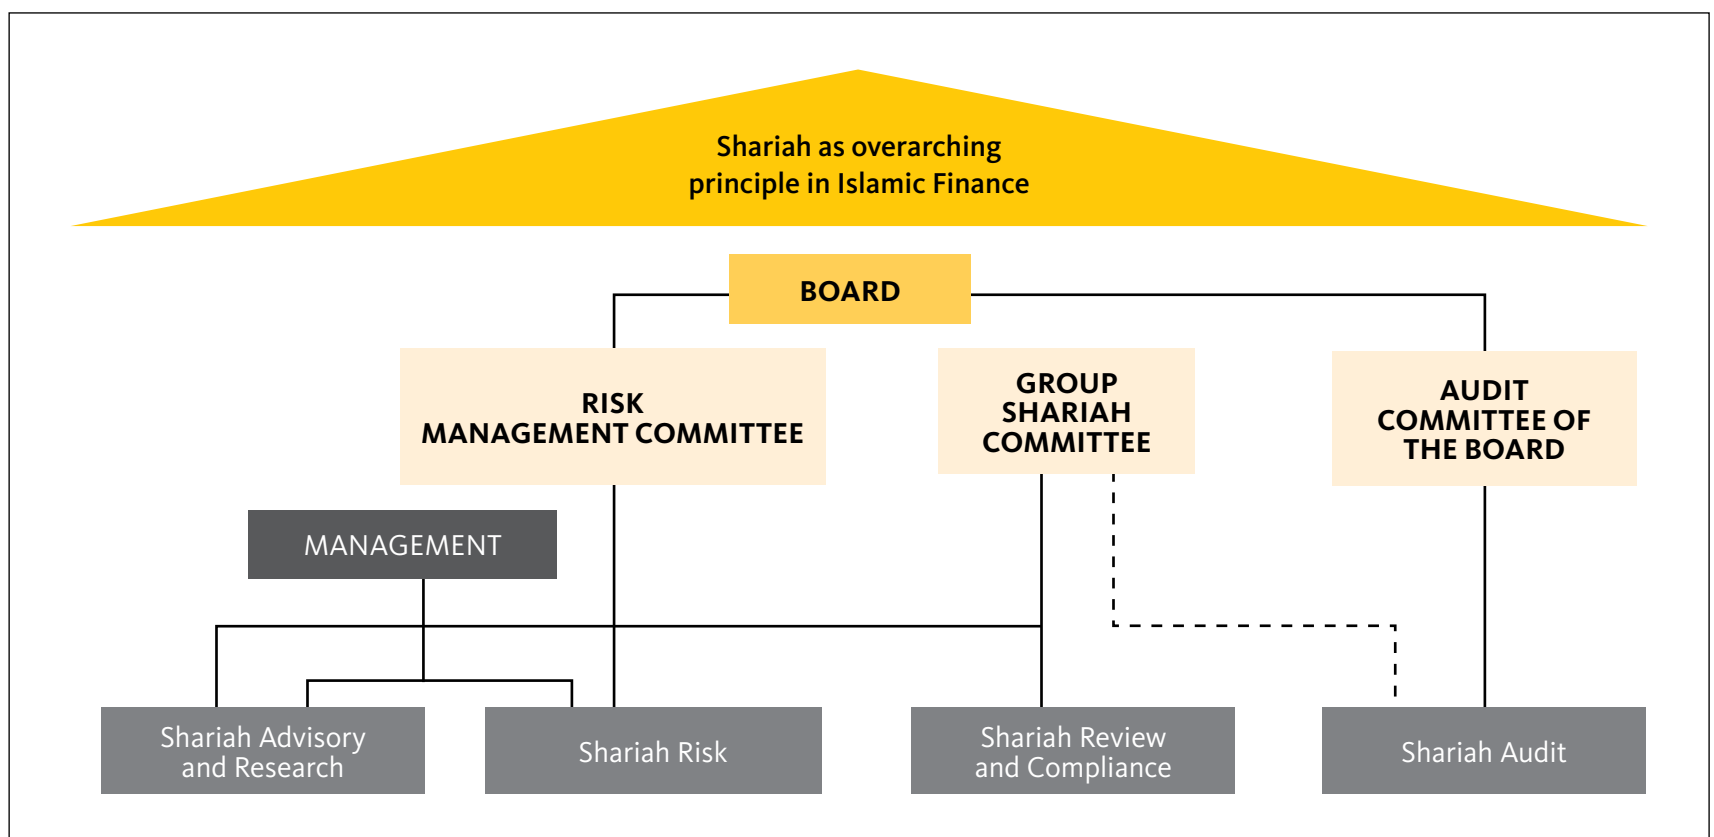 Shariah as overarching
principle in Islamic Finance
BOARD
RISK
MANAGEMENT COMMITTEE
GROUP
SHARIAH
COMMITTEE
AUDIT
COMMITTEE OF
THE BOARD
MANAGEMENT
Shariah Advisory
and Research
Shariah Risk
Shariah Review
and Compliance
Shariah Audit